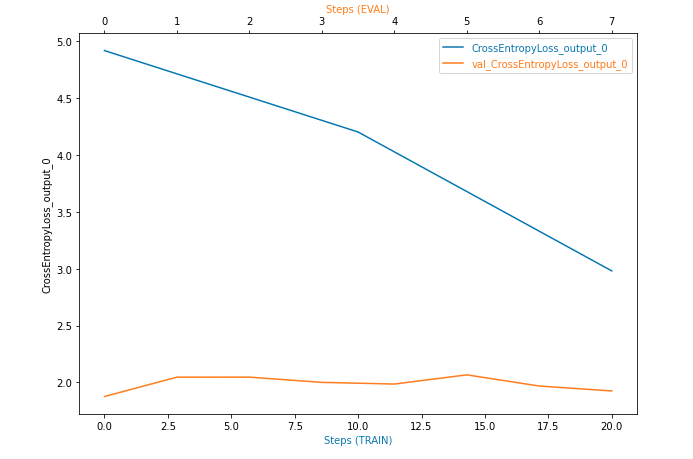 Steps (EVAL)
0 1 2 3 4 5 6 7
CrossEntropyLoss_output_0
val_CrossEntropyLoss_output_0
CrossEntropyLoss_output_0
5.0
4.5
4.0
3.5
3.0
2.5
2.0
0.0 2.5 5.0 7.5 10.0 12.5 15.0 17.5 20.0
Steps (TRAIN)